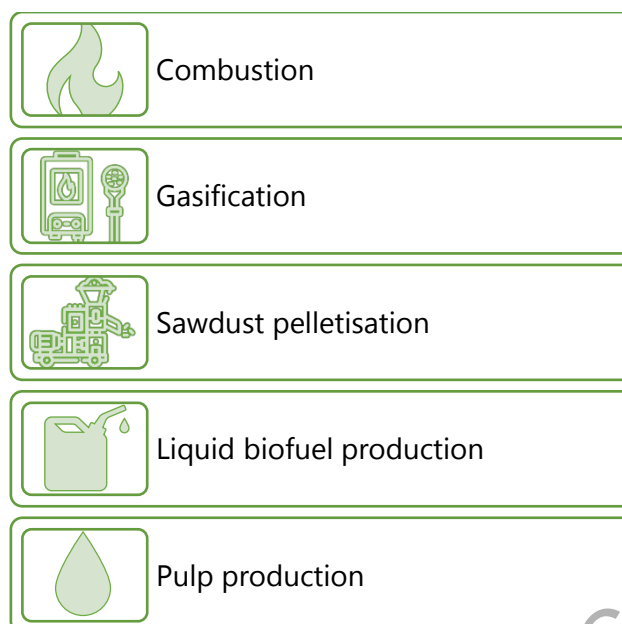 Combustion
Gasification
Sawdust pelletisation
Liquid biofuel production
Pulp production